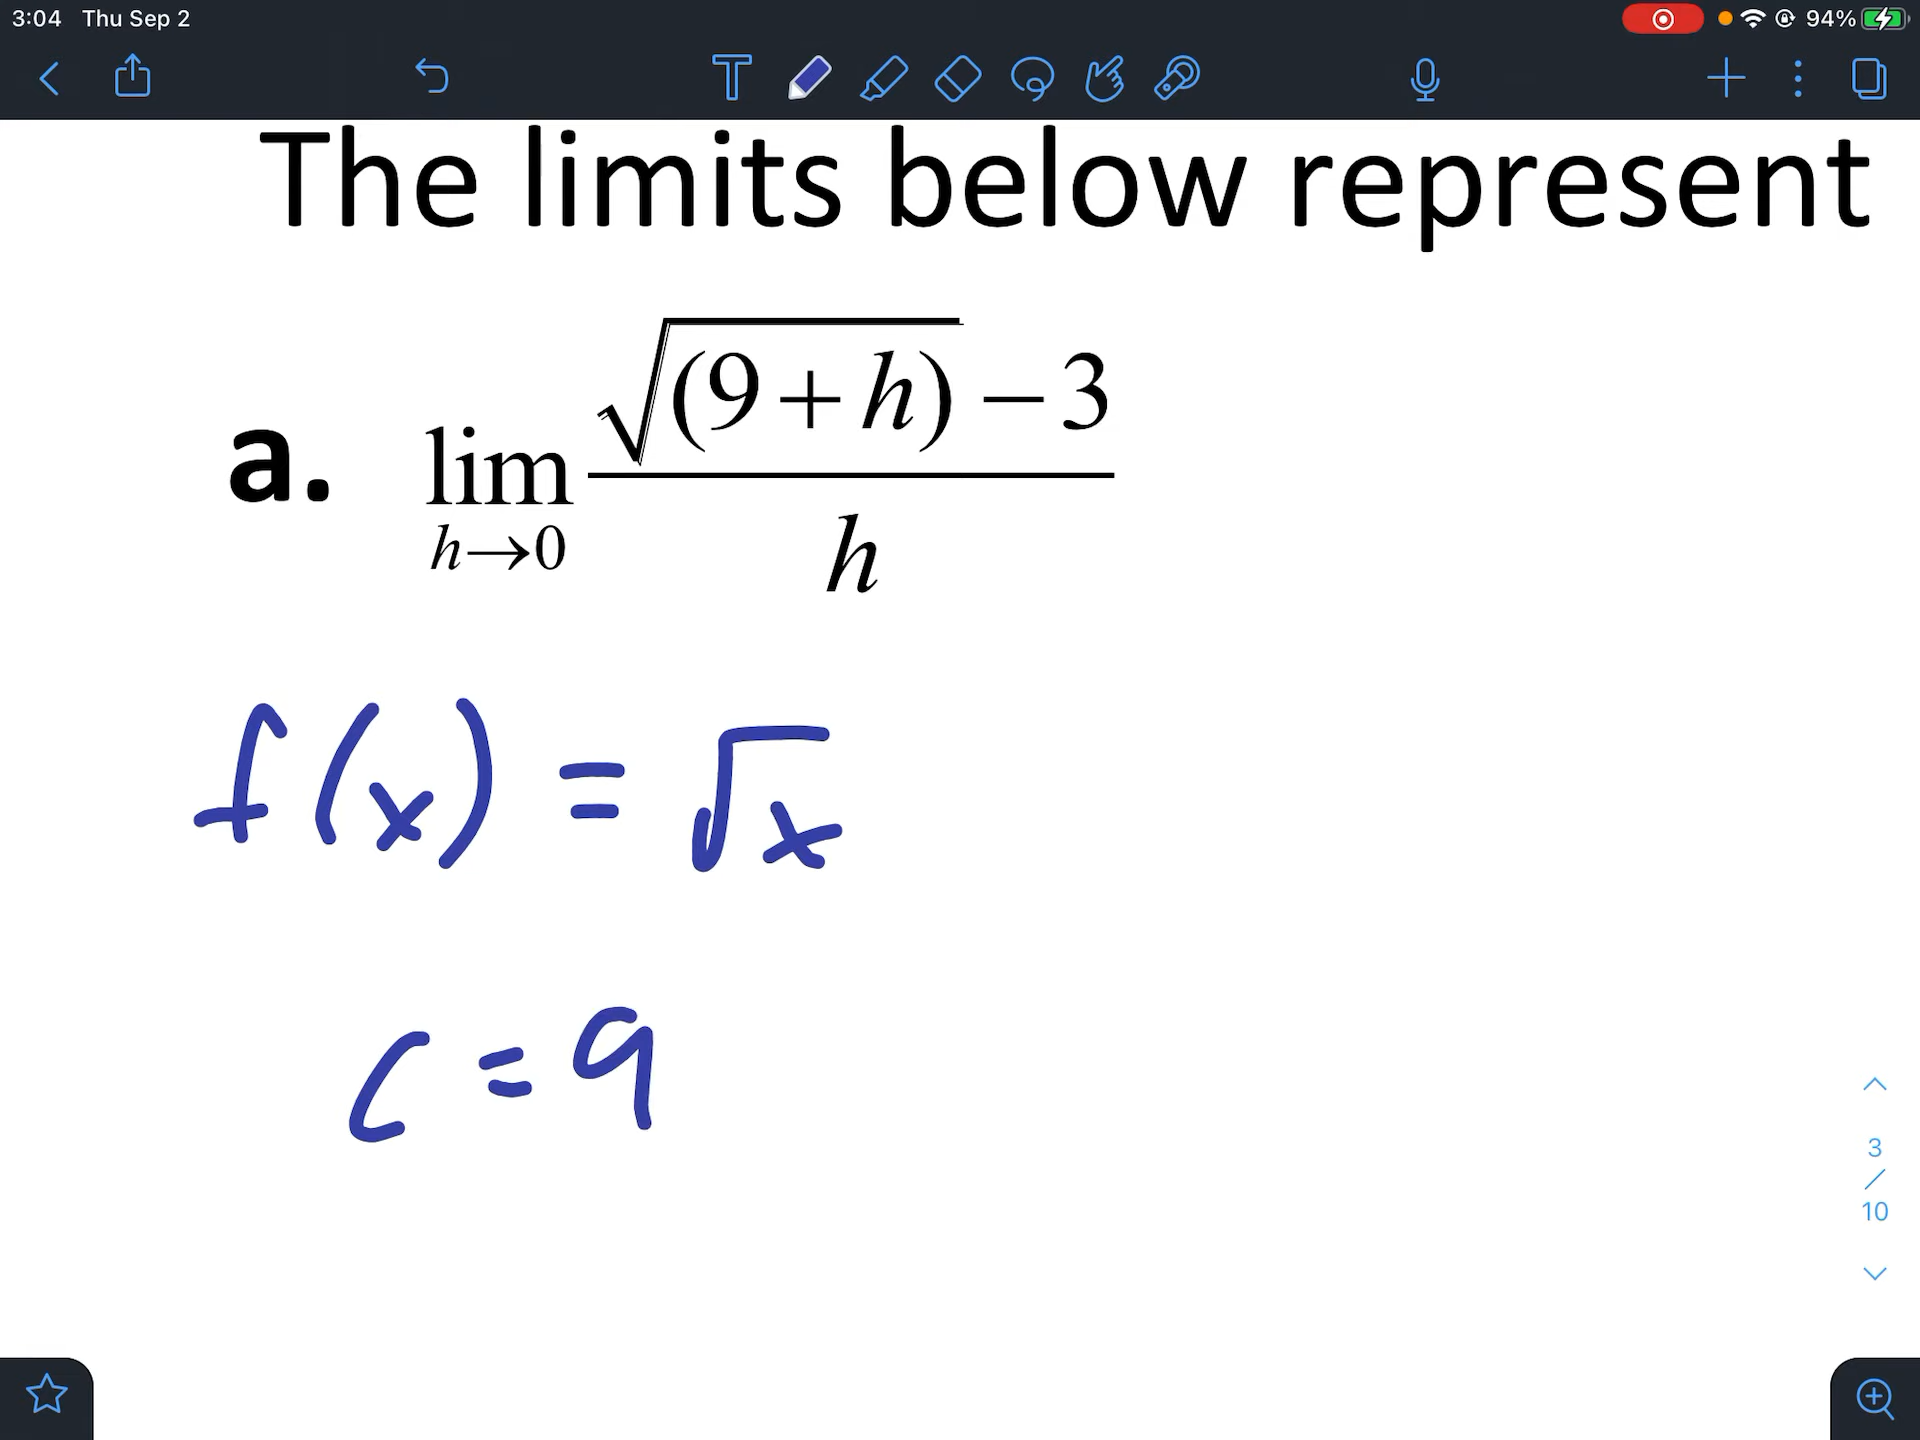 3:04 Thu Sep 2 94%
T
The limits below represent
a. lim h→0 √(9+h) − 3 / h
f(x) = √x
c = 9
3
/
10